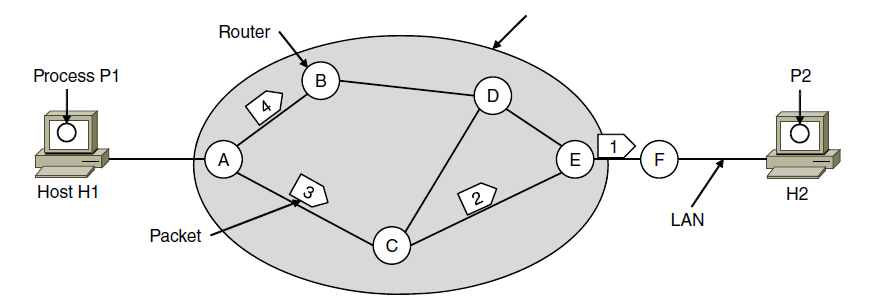 Router
Process P1
P2
B
D
4
A
1
E
F
3
2
Host H1
H2
LAN
Packet
C